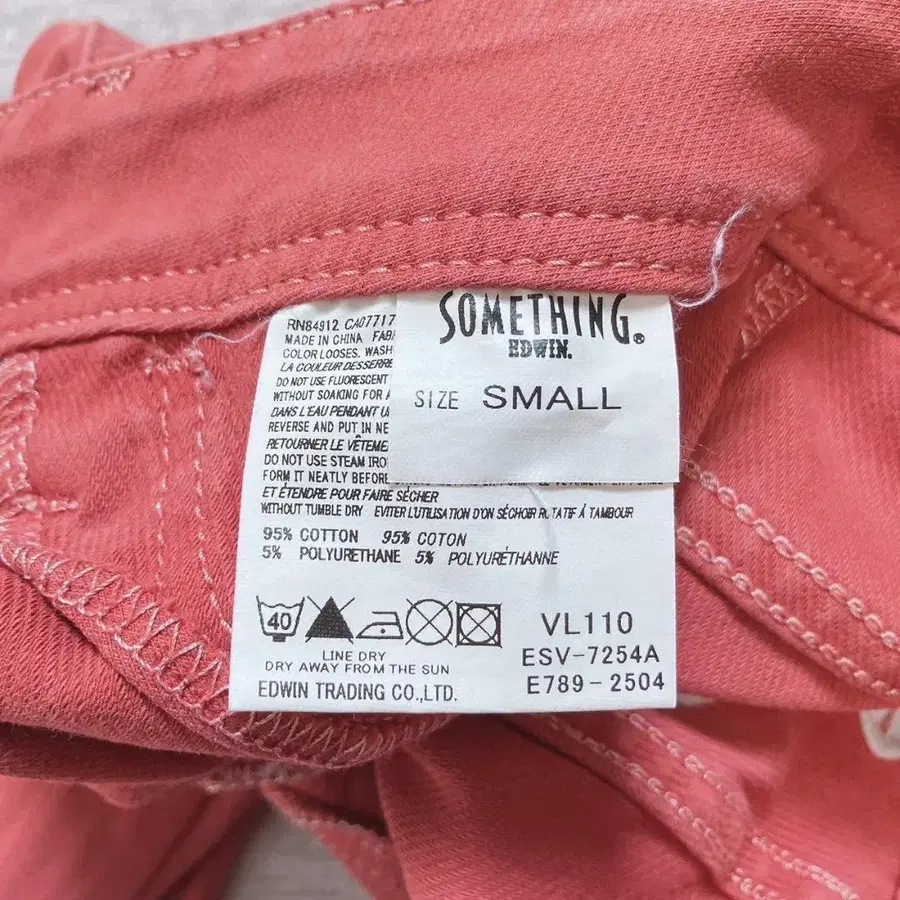 SOMETHING®
EDWIN.
SIZE SMALL
RN84912 CA07717
MADE IN CHINA
COLOR LOOSES. WASH
LA COULEUR DESSERRE
DO NOT USE FLUORESCENT
WITHOUT SOAKING FOR
DANS L'EAU PENDANT
REVERSE AND PUT IN NE
RETOURNER LE VÊTEME
DO NOT USE STEAM IRO
FORM IT NEATLY BEFORE
ET ÉTENDRE POUR FAIRE SÉCHER
WITHOUT TUMBLE DRY EVITER L'UTILISATION D'ON SÉCHOIR ROTATIF À TAMBOUR
95% COTTON 95% COTON
5% POLYURETHANE 5% POLYURÉTHANNE
40
LINE DRY
DRY AWAY FROM THE SUN
EDWIN TRADING CO.,LTD.
VL110
ESV-7254A
E789-2504